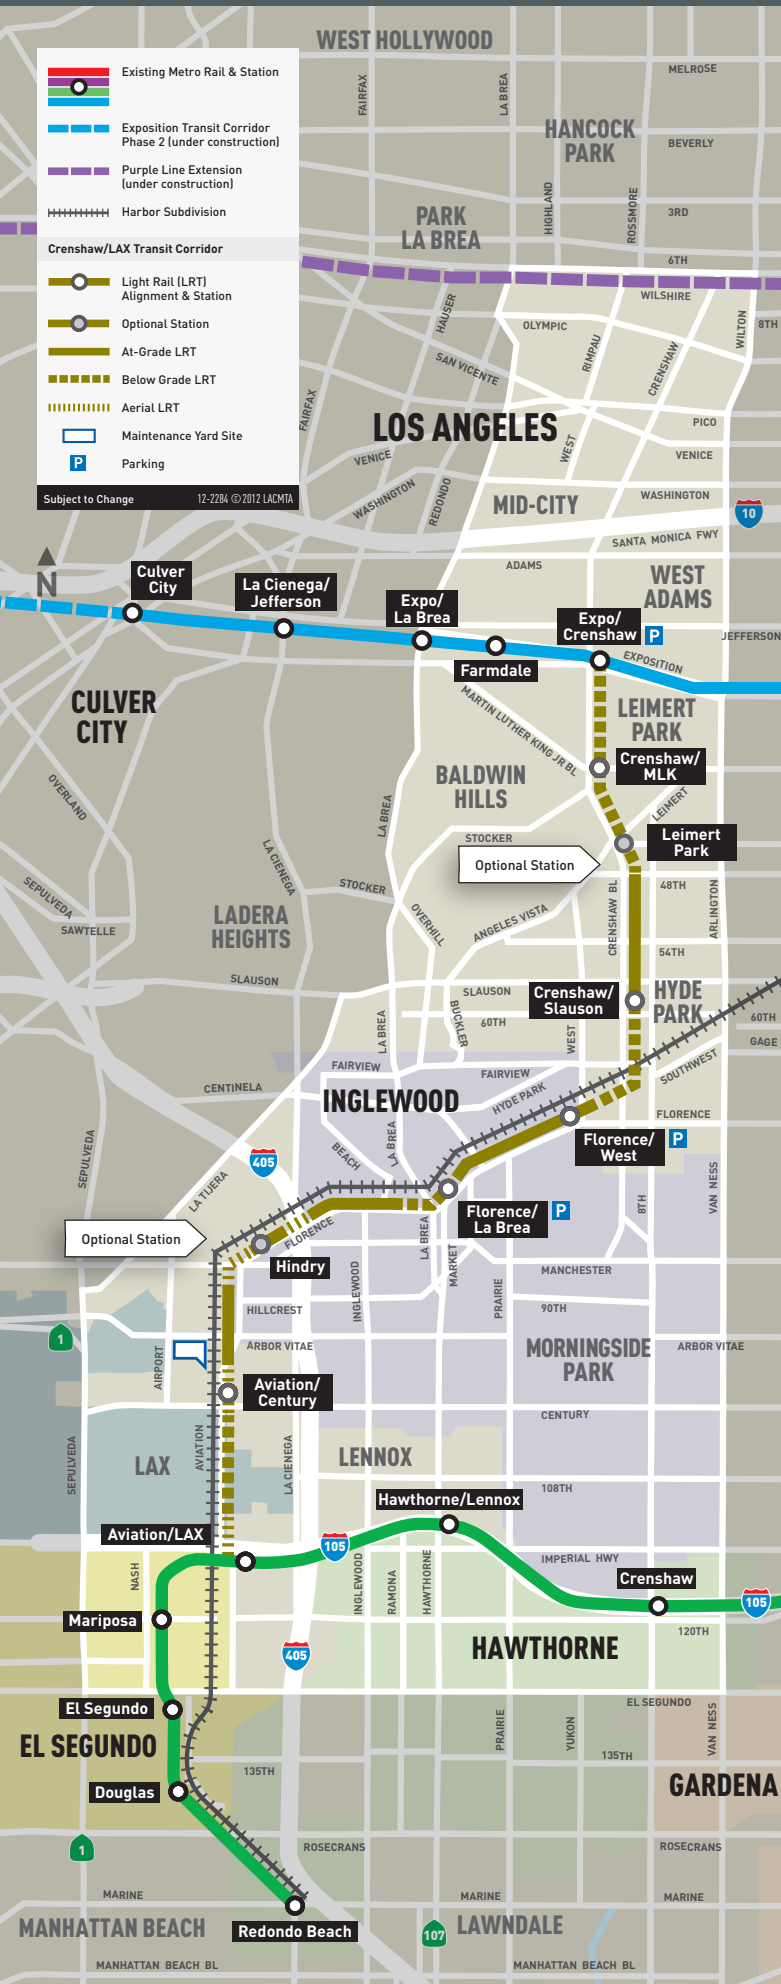 WEST HOLLYWOOD
MELROSE
FAIRFAX
LA BREA
HANCOCK
PARK
BEVERLY
HIGHLAND
ROSSMORE
3RD
PARK
LA BREA
6TH
WILSHIRE
Existing Metro Rail & Station
Exposition Transit Corridor
Phase 2 (under construction)
Purple Line Extension
(under construction)
Harbor Subdivision
Crenshaw/LAX Transit Corridor
Light Rail (LRT)
Alignment & Station
Optional Station
At-Grade LRT
Below Grade LRT
Aerial LRT
Maintenance Yard Site
P
Parking
Subject to Change
12-2284 © 2012 LACMTA
HAUSER
OLYMPIC
WILTON
8TH
RIMPAU
CRENSHAW
SAN VICENTE
FAIRFAX
LOS ANGELES
PICO
WEST
VENICE
VENICE
WASHINGTON
REDONDO
MID-CITY
WASHINGTON
10
SANTA MONICA FWY
N
ADAMS
WEST
ADAMS
Culver
City
La Cienega/
Jefferson
Expo/
La Brea
Expo/
Crenshaw
P
JEFFERSON
Farmdale
EXPOSITION
CULVER
CITY
MARTIN LUTHER KING JR BL
LEIMERT
PARK
Crenshaw/
MLK
BALDWIN
HILLS
OVERLAND
LA BREA
LEIMERT
STOCKER
Leimert
Park
Optional Station
LA CIENEGA
STOCKER
48TH
SEPULVEDA
SAWTELLE
LADERA
HEIGHTS
OVERHILL
ANGELES VISTA
CRENSHAW BL
ARLINGTON
54TH
SLAUSON
SLAUSON
Crenshaw/
Slauson
HYDE
PARK
BUCKLER
60TH
60TH
LA BREA
WEST
GAGE
FAIRVIEW
FAIRVIEW
SOUTHWEST
CENTINELA
INGLEWOOD
HYDE PARK
FLORENCE
SEPULVEDA
405
BEACH
LA BREA
Florence/
West
P
LA TIJERA
VAN NESS
8TH
Florence/
La Brea
P
Optional Station
FLORENCE
LA BREA
Hindry
MARKET
MANCHESTER
INGLEWOOD
PRAIRIE
HILLCREST
90TH
1
ARBOR VITAE
MORNINGSIDE
PARK
ARBOR VITAE
AIRPORT
Aviation/
Century
CENTURY
SEPULVEDA
LAX
AVIATION
LA CIENEGA
LENNOX
108TH
Hawthorne/Lennox
Aviation/LAX
105
IMPERIAL HWY
NASH
INGLEWOOD
RAMONA
HAWTHORNE
Crenshaw
105
Mariposa
120TH
405
HAWTHORNE
El Segundo
EL SEGUNDO
EL SEGUNDO
PRAIRIE
YUKON
VAN NESS
135TH
135TH
Douglas
GARDENA
1
ROSECRANS
ROSECRANS
MARINE
MARINE
MARINE
MANHATTAN BEACH
Redondo Beach
107
LAWNDALE
MANHATTAN BEACH BL
MANHATTAN BEACH BL